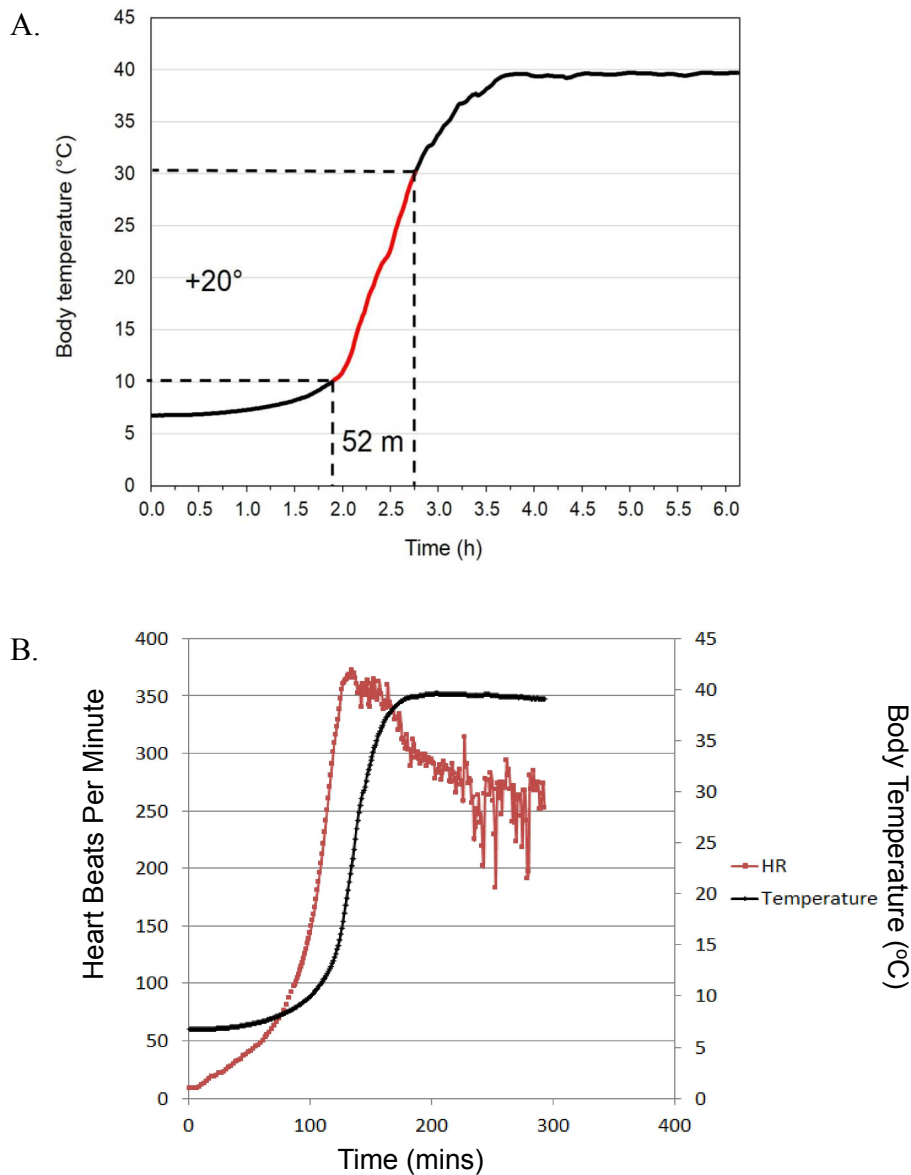 A.
Body temperature (°C)
45
40
35
30
25
20
15
10
5
0
+20°
52 m
0.0 0.5 1.0 1.5 2.0 2.5 3.0 3.5 4.0 4.5 5.0 5.5 6.0
Time (h)
B.
Heart Beats Per Minute
400
350
300
250
200
150
100
50
0
45
40
35
30
25
20
15
10
5
0
Body Temperature (ºC)
HR
Temperature
0 100 200 300 400
Time (mins)